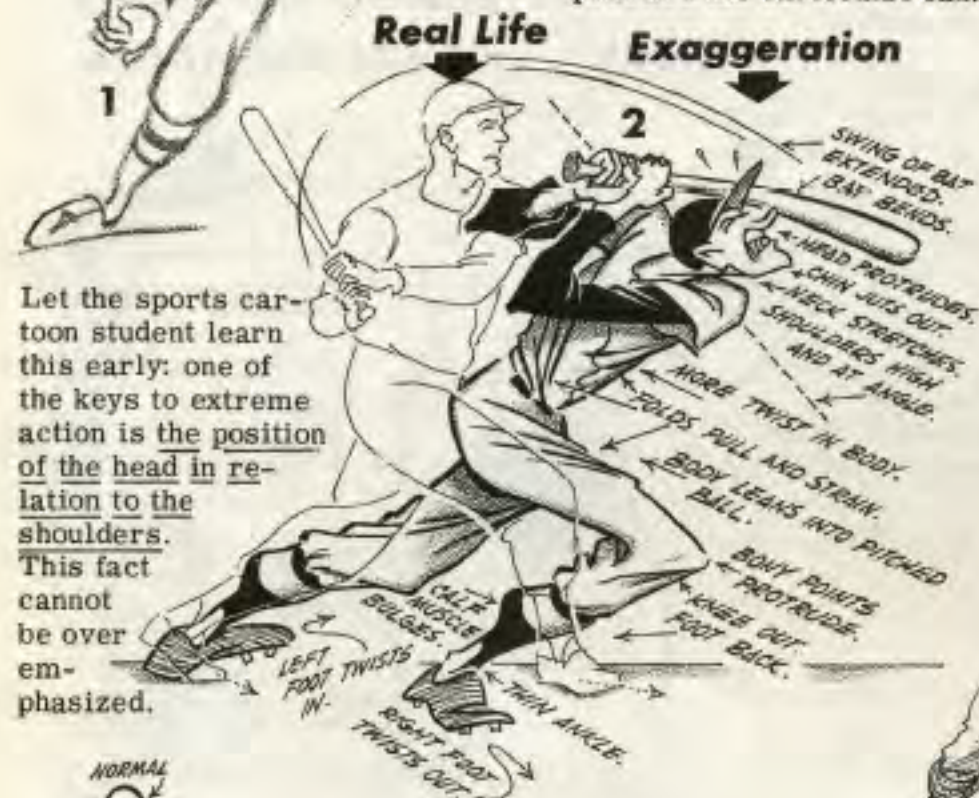 Real Life
Exaggeration
1
2
SWING OF BAT
EXTENDED.
BAT BENDS.
HEAD PROTRUDES.
CHIN JUTS OUT.
NECK STRETCHES.
SHOULDERS HIGH
AND AT ANGLE.
Let the sports car-
toon student learn
this early: one of
the keys to extreme
action is the position
of the head in re-
lation to the
shoulders.
This fact
cannot
be over
em-
phasized.
MORE TWIST IN BODY.
FOLDS PULL AND STRAIN.
BODY LEANS INTO PITCHED
BALL.
BONY POINTS
PROTRUDE.
KNEE OUT
FOOT BACK.
CALF
MUSCLE
BULGES.
LEFT
FOOT TWISTS
IN-
THIN ANKLE.
RIGHT FOOT
TWISTS OUT.
NORMAL